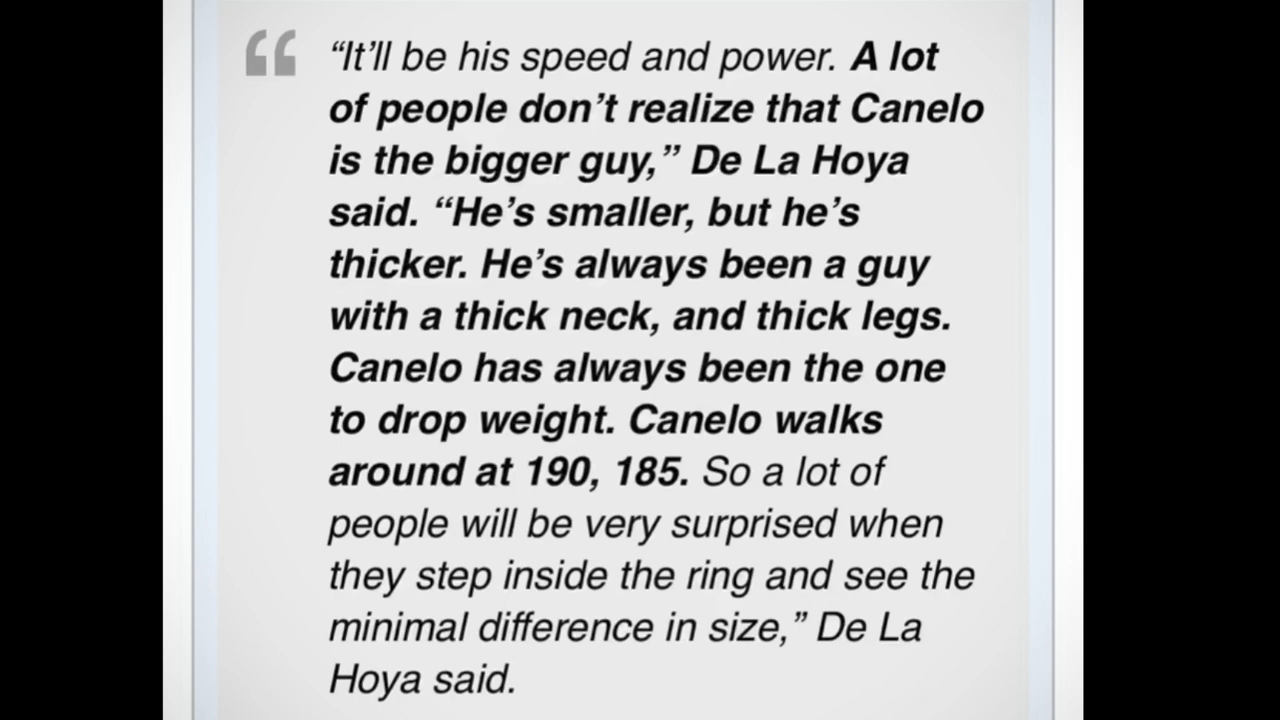 “It’ll be his speed and power. A lot
of people don’t realize that Canelo
is the bigger guy,” De La Hoya
said. “He’s smaller, but he’s
thicker. He’s always been a guy
with a thick neck, and thick legs.
Canelo has always been the one
to drop weight. Canelo walks
around at 190, 185. So a lot of
people will be very surprised when
they step inside the ring and see the
minimal difference in size,” De La
Hoya said.